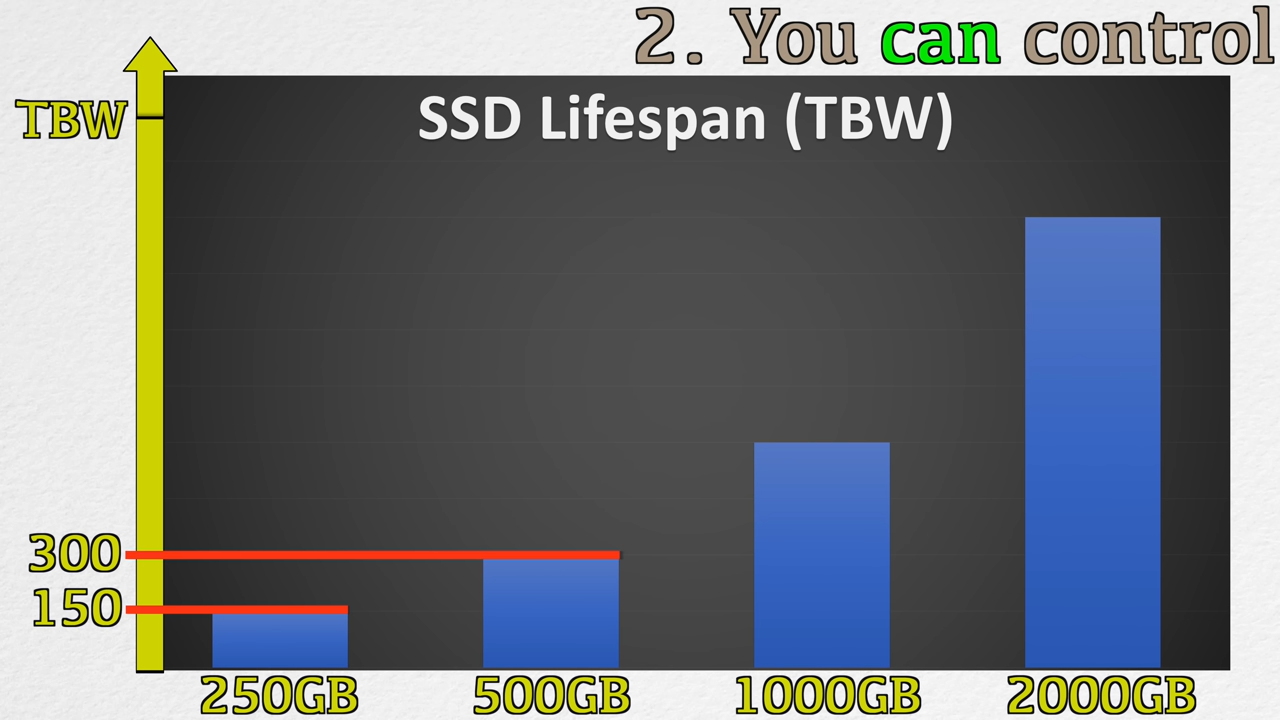 2. You can control
SSD Lifespan (TBW)
TBW
300
150
250GB
500GB
1000GB
2000GB